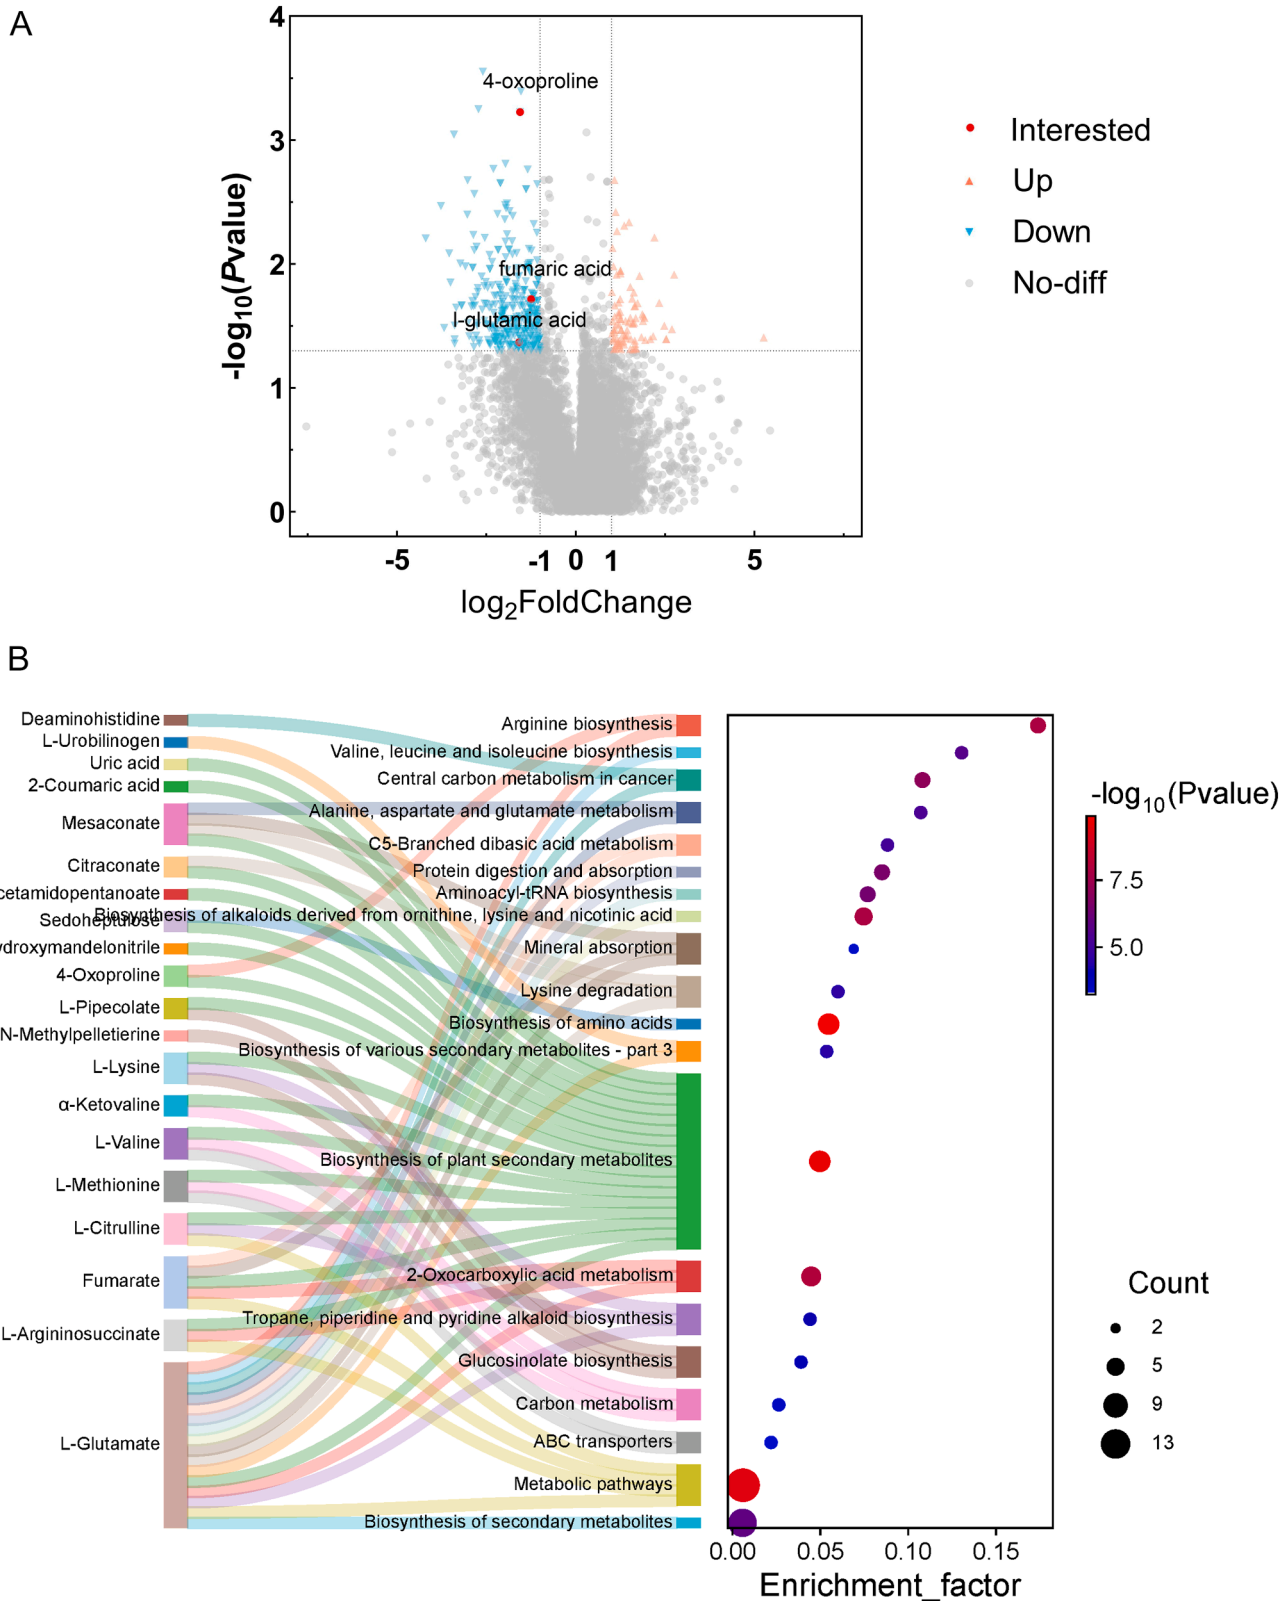 A
4
3
2
1
0
-log10(Pvalue)
4-oxoproline
fumaric acid
l-glutamic acid
-5
-1
0
1
5
log2FoldChange
Interested
Up
Down
No-diff
B
Deaminohistidine
L-Urobilinogen
Uric acid
2-Coumaric acid
Mesaconate
Citraconate
cetamidopentanoate
Sedoheptulose
ydroxymandelonitrile
4-Oxoproline
L-Pipecolate
N-Methylpelletierine
L-Lysine
α-Ketovaline
L-Valine
L-Methionine
L-Citrulline
Fumarate
L-Argininosuccinate
L-Glutamate
Arginine biosynthesis
Valine, leucine and isoleucine biosynthesis
Central carbon metabolism in cancer
Alanine, aspartate and glutamate metabolism
C5-Branched dibasic acid metabolism
Protein digestion and absorption
Aminoacyl-tRNA biosynthesis
Biosynthesis of alkaloids derived from ornithine, lysine and nicotinic acid
Mineral absorption
Lysine degradation
Biosynthesis of amino acids
Biosynthesis of various secondary metabolites - part 3
Biosynthesis of plant secondary metabolites
2-Oxocarboxylic acid metabolism
Tropane, piperidine and pyridine alkaloid biosynthesis
Glucosinolate biosynthesis
Carbon metabolism
ABC transporters
Metabolic pathways
Biosynthesis of secondary metabolites
0.00
0.05
0.10
0.15
Enrichment_factor
-log10(Pvalue)
7.5
5.0
Count
2
5
9
13